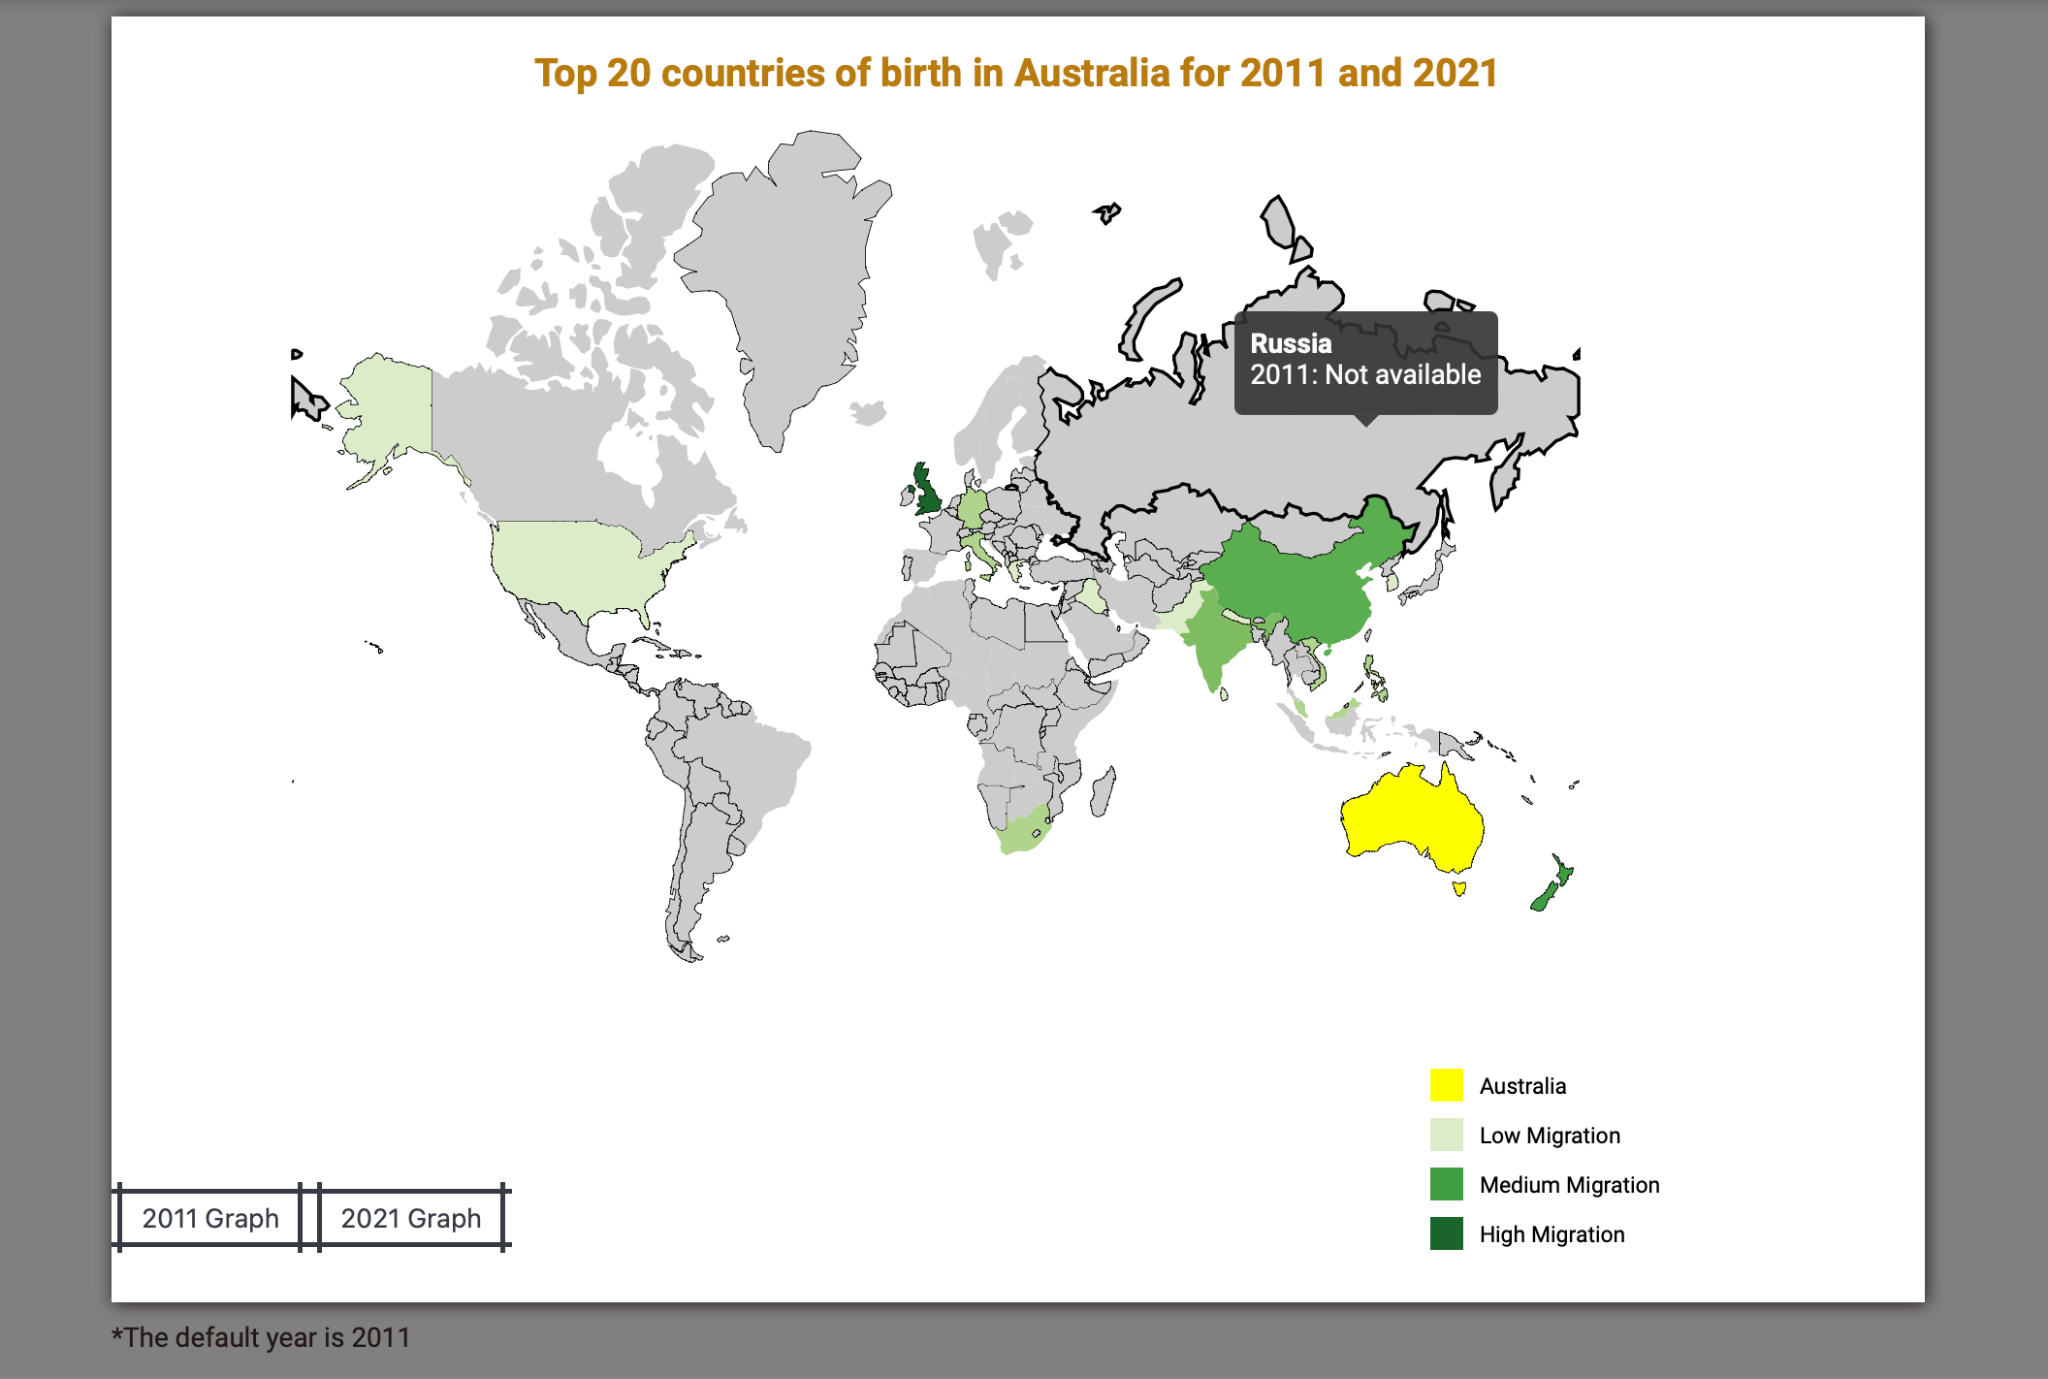 Top 20 countries of birth in Australia for 2011 and 2021
Russia
2011: Not available
Australia
Low Migration
Medium Migration
High Migration
2011 Graph
2021 Graph
*The default year is 2011